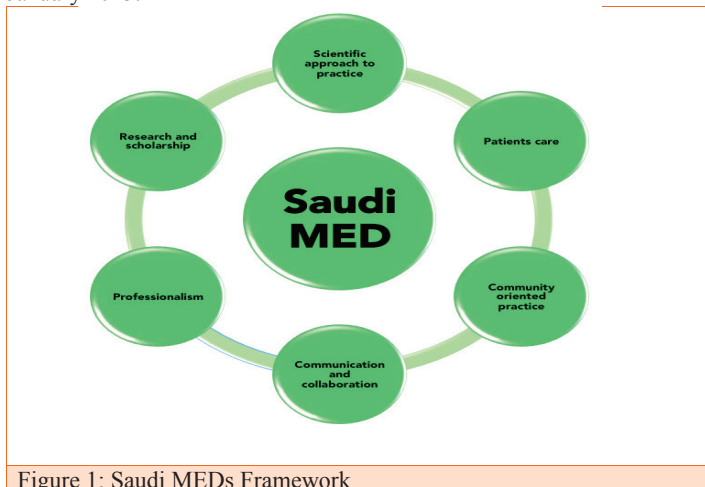 Scientific
approach to
practice
Research and
scholarship
Patients care
Saudi
MED
Professionalism
Community
oriented
practice
Communication
and
collaboration
Figure 1: Saudi MEDs Framework